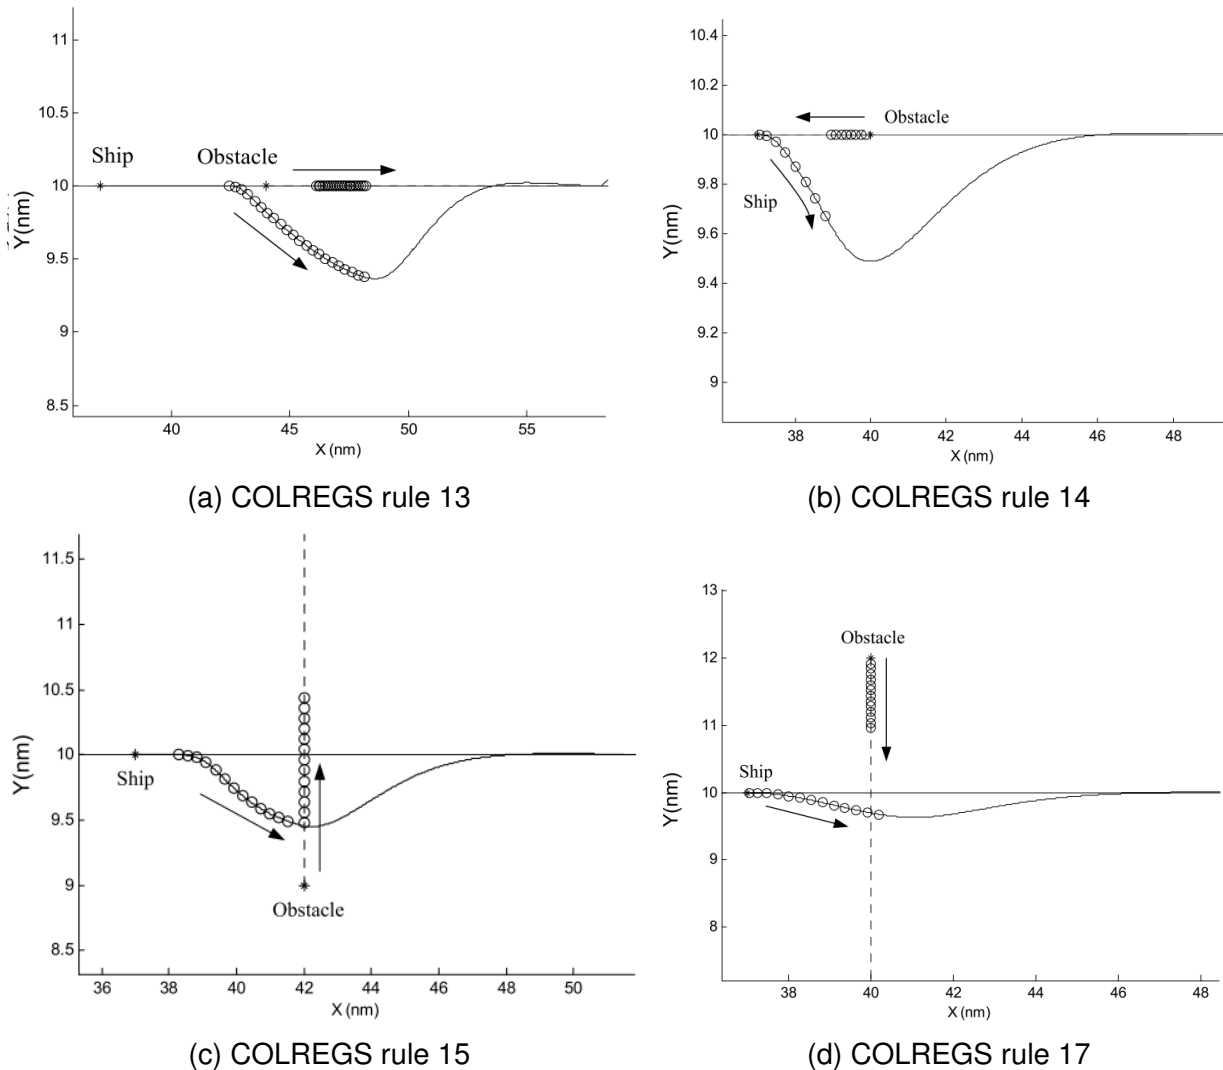 11
10.5
10
9.5
9
8.5
Y(nm)
Ship
Obstacle
40
45
50
55
X (nm)
(a) COLREGS rule 13
10.4
10.2
10
9.8
9.6
9.4
9.2
9
Y(nm)
Obstacle
Ship
38
40
42
44
46
48
X (nm)
(b) COLREGS rule 14
11.5
11
10.5
10
9.5
9
8.5
Y(nm)
Ship
Obstacle
36
38
40
42
44
46
48
50
X (nm)
(c) COLREGS rule 15
13
12
11
10
9
8
Y(nm)
Obstacle
Ship
38
40
42
44
46
48
X (nm)
(d) COLREGS rule 17